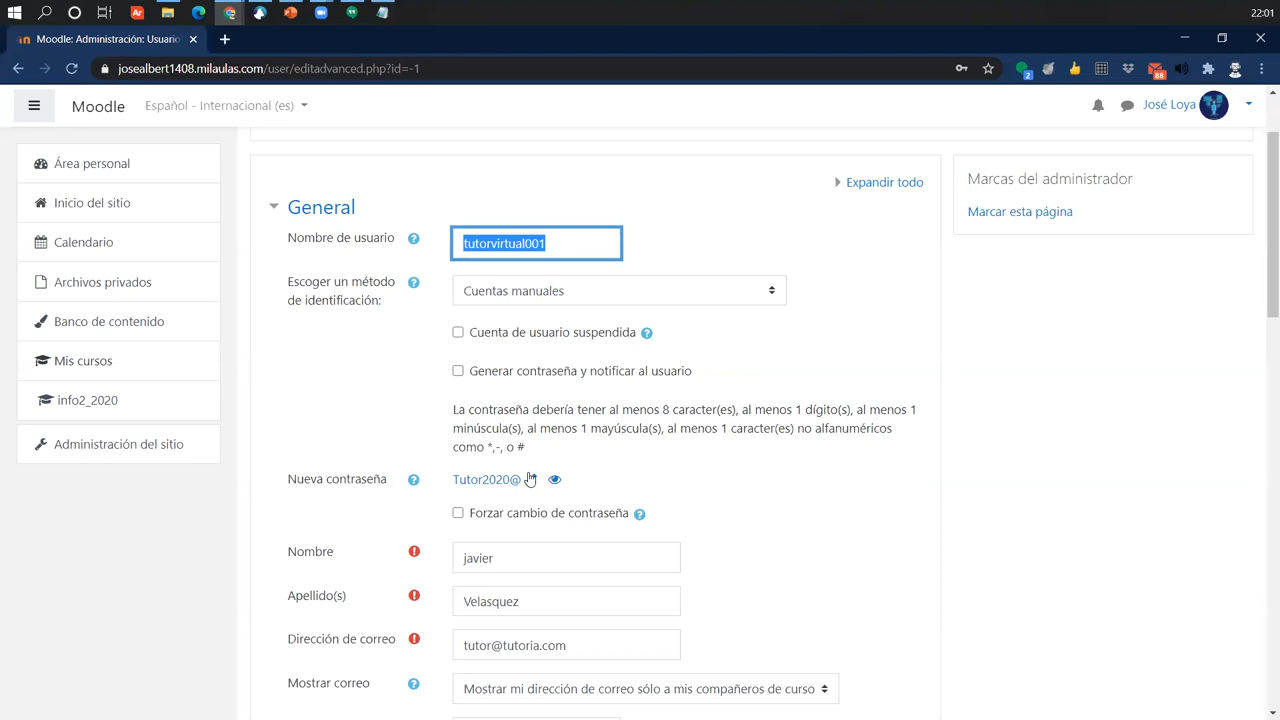 22:01
Moodle: Administración: Usuario
josealbert1408.milaulas.com/user/editadvanced.php?id=-1
2
88
Moodle
Español - Internacional (es)
José Loya
Área personal
Inicio del sitio
Calendario
Archivos privados
Banco de contenido
Mis cursos
info2_2020
Administración del sitio
Expandir todo
General
Nombre de usuario
tutorvirtual001
Escoger un método
de identificación:
Cuentas manuales
Cuenta de usuario suspendida
Generar contraseña y notificar al usuario
La contraseña debería tener al menos 8 caracter(es), al menos 1 dígito(s), al menos 1
minúscula(s), al menos 1 mayúscula(s), al menos 1 caracter(es) no alfanuméricos
como *,-, o #
Nueva contraseña
Tutor2020@
Forzar cambio de contraseña
Nombre
javier
Apellido(s)
Velasquez
Dirección de correo
tutor@tutoria.com
Mostrar correo
Mostrar mi dirección de correo sólo a mis compañeros de curso
Marcas del administrador
Marcar esta página